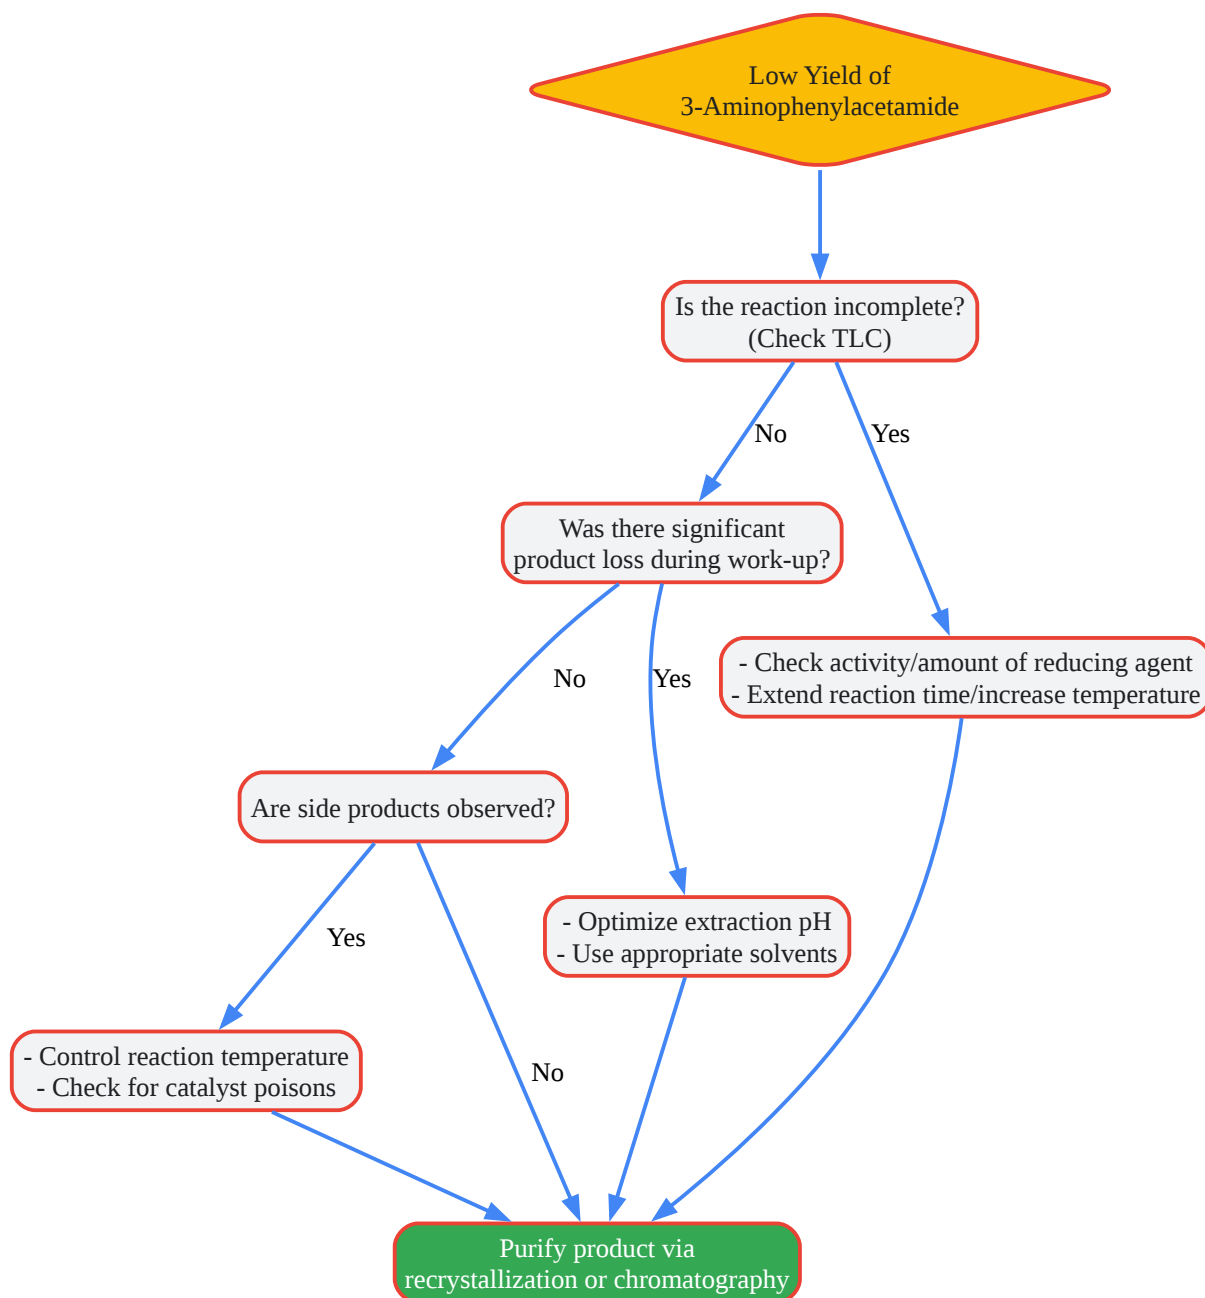 Low Yield of
3-Aminophenylacetamide
Is the reaction incomplete?
(Check TLC)
No
Yes
Was there significant
product loss during work-up?
- Check activity/amount of reducing agent
- Extend reaction time/increase temperature
No
Yes
Are side products observed?
- Optimize extraction pH
- Use appropriate solvents
Yes
- Control reaction temperature
- Check for catalyst poisons
No
Purify product via
recrystallization or chromatography